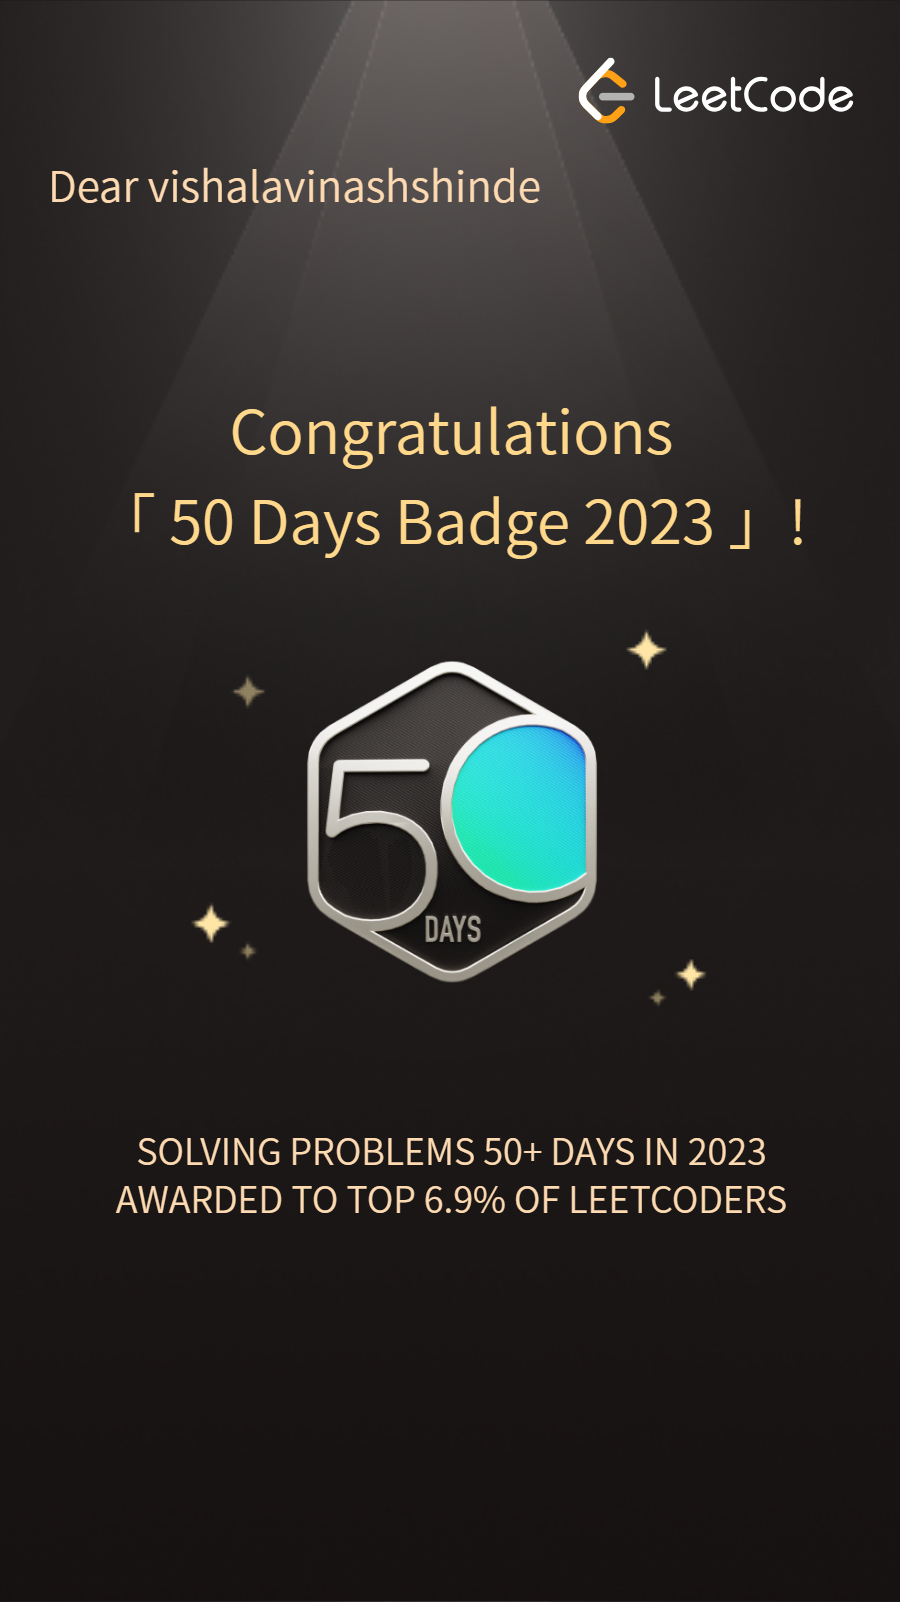 LeetCode
Dear vishalavinashshinde
Congratulations
「 50 Days Badge 2023 」 !
50
DAYS
SOLVING PROBLEMS 50+ DAYS IN 2023
AWARDED TO TOP 6.9% OF LEETCODERS